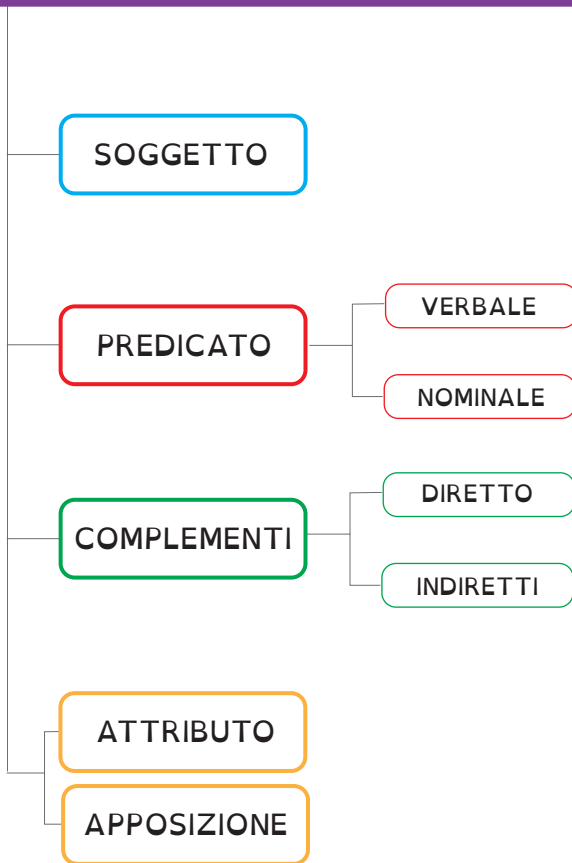 SOGGETTO
PREDICATO
VERBALE
NOMINALE
COMPLEMENTI
DIRETTO
INDIRETTI
ATTRIBUTO
APPOSIZIONE